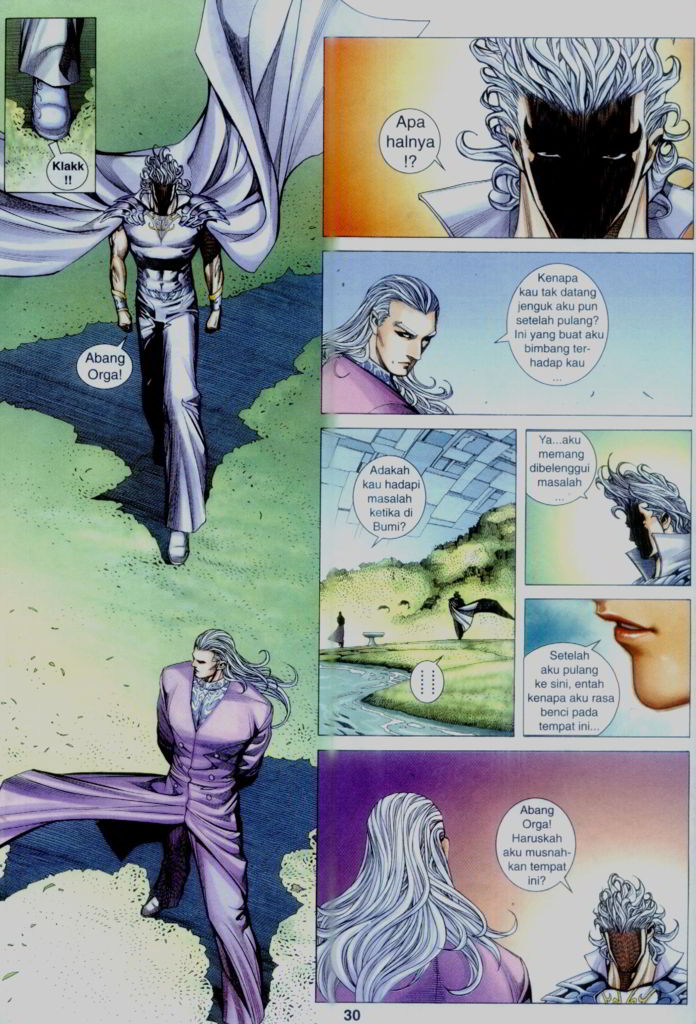 Klakk
!!
Abang
Orga!
Apa
halnya
!?
Kenapa
kau tak datang
jenguk aku pun
setelah pulang?
Ini yang buat aku
bimbang ter-
hadap kau
...
Adakah
kau hadapi
masalah
ketika di
Bumi?
Ya...aku
memang
dibelenggui
masalah
...
Setelah
aku pulang
ke sini, entah
kenapa aku rasa
benci pada
tempat ini...
Abang
Orga!
Haruskah
aku musnah-
kan tempat
ini?
30